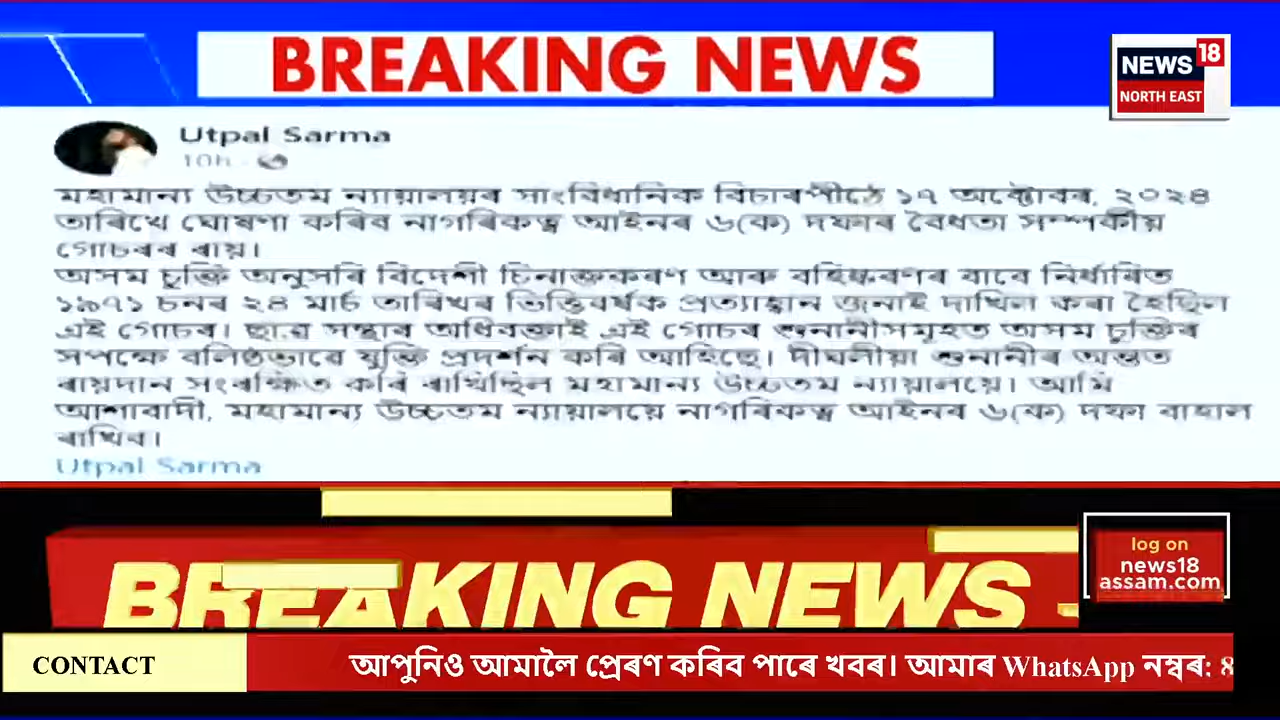 BREAKING NEWS
NEWS 18
NORTH EAST
Utpal Sarma
10h
মহামান্য উচ্চতম ন্যায়ালয়ৰ সাংবিধানিক বিচাৰপীঠে ১৭ অক্টোবৰ, ২০২৪
তাৰিখে ঘোষণা কৰিব নাগৰিকত্ব আইনৰ ৬(ক) দফাৰ বৈধতা সম্পৰ্কীয়
গোচৰৰ ৰায়।
অসম চুক্তি অনুসৰি বিদেশী চিনাক্তকৰণ আৰু বহিষ্কৰণৰ বাবে নিৰ্ধাৰিত
১৯৭১ চনৰ ২৪ মাৰ্চ তাৰিখৰ ভিত্তিবৰ্ষক প্ৰত্যাহ্বান জনাই দাখিল কৰা হৈছিল
এই গোচৰ। ছা.ৱ সন্থাৰ অধিবক্তাই এই গোচৰ শুনানীসমূহত অসম চুক্তিৰ
সপক্ষে বলিষ্ঠভাবে যুক্তি প্ৰদৰ্শন কৰি আহিছে। দীঘলীয়া শুনানীৰ অন্তত
ৰায়দান সংৰক্ষিত কৰি ৰাখিছিল মহামান্য উচ্চতম ন্যায়ালয়ে। আমি
আশাবাদী, মহামান্য উচ্চতম ন্যায়ালয়ে নাগৰিকত্ব আইনৰ ৬(ক) দফা বাহাল
ৰাখিব।
Utpal Sarma
BREAKING NEWS
log on
news18
assam.com
CONTACT
আপুনিও আমালৈ প্ৰেৰণ কৰিব পাৰে খবৰ। আমাৰ WhatsApp নম্বৰ: 8